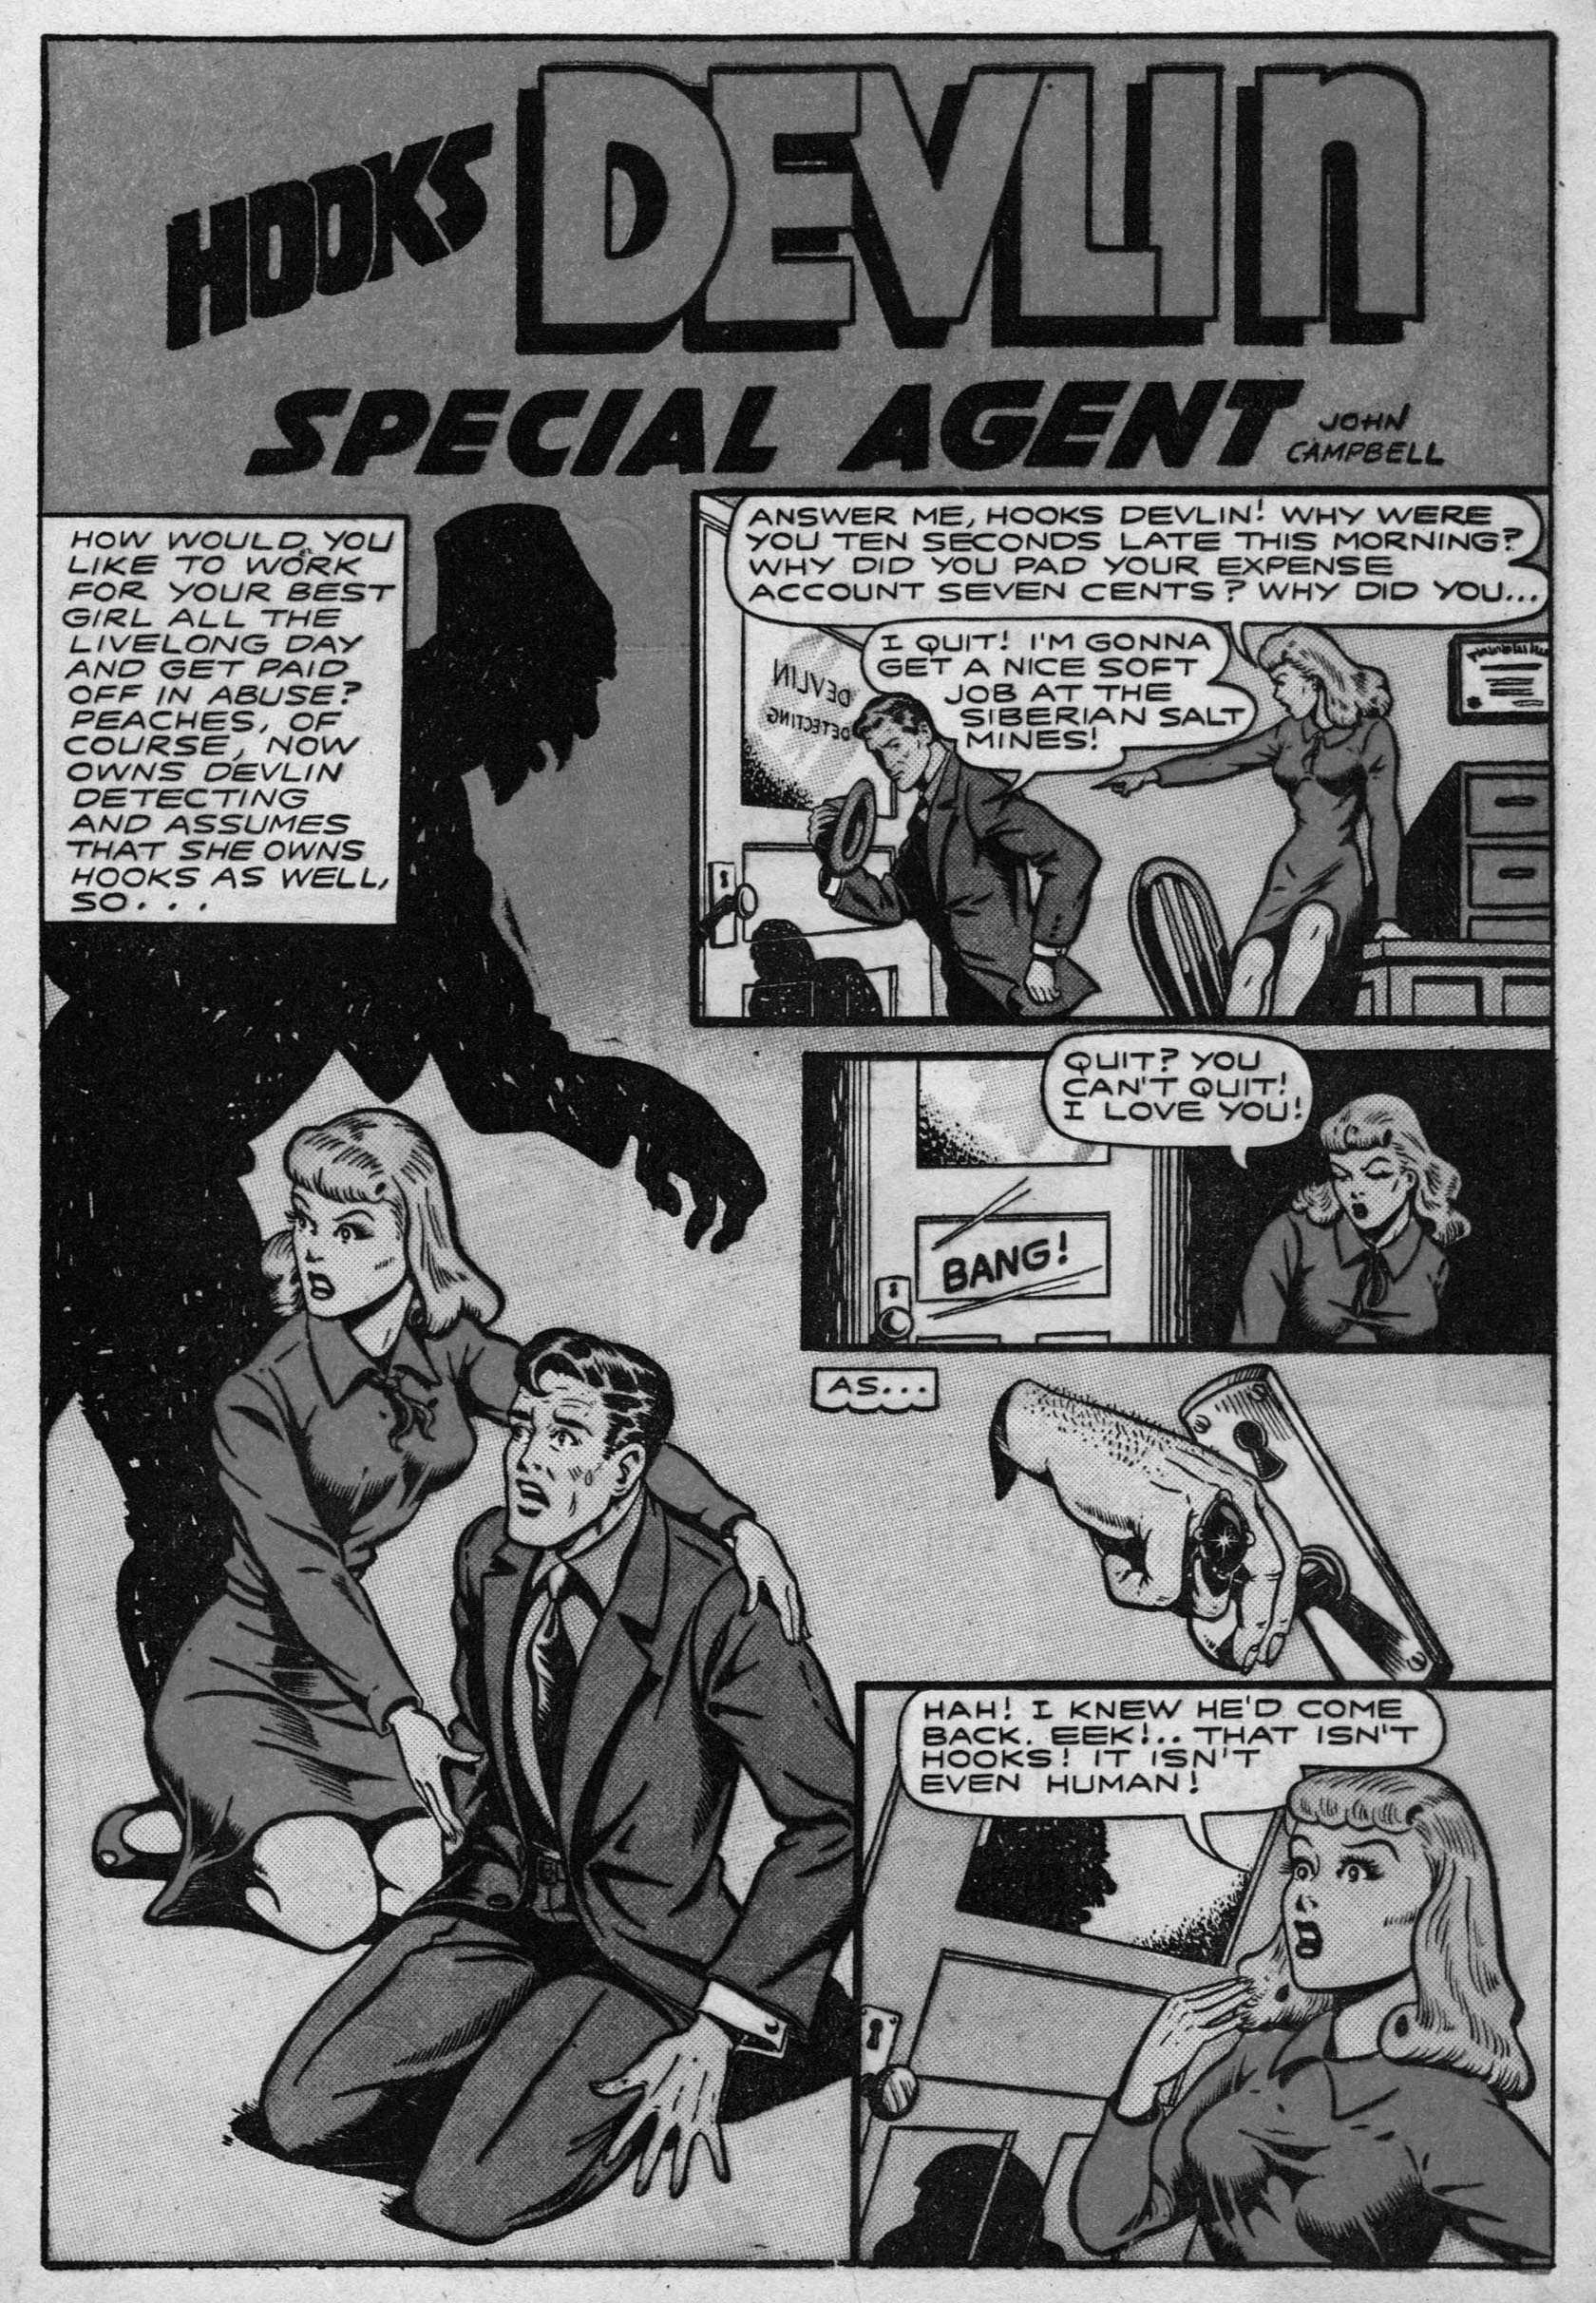 HOOKS
DEVLIN
SPECIAL AGENT
JOHN
CAMPBELL
HOW WOULD YOU
LIKE TO WORK
FOR YOUR BEST
GIRL ALL THE
LIVELONG DAY
AND GET PAID
OFF IN ABUSE?
PEACHES, OF
COURSE, NOW
OWNS DEVLIN
DETECTING
AND ASSUMES
THAT SHE OWNS
HOOKS AS WELL,
SO...
ANSWER ME, HOOKS DEVLIN! WHY WERE
YOU TEN SECONDS LATE THIS MORNING?
WHY DID YOU PAD YOUR EXPENSE
ACCOUNT SEVEN CENTS? WHY DID YOU...
I QUIT! I'M GONNA
GET A NICE SOFT
JOB AT THE
SIBERIAN SALT
MINES!
DEVLIN
DETECTING
QUIT? YOU
CAN'T QUIT!
I LOVE YOU!
BANG!
AS...
HAH! I KNEW HE'D COME
BACK. EEK!.. THAT ISN'T
HOOKS! IT ISN'T
EVEN HUMAN!